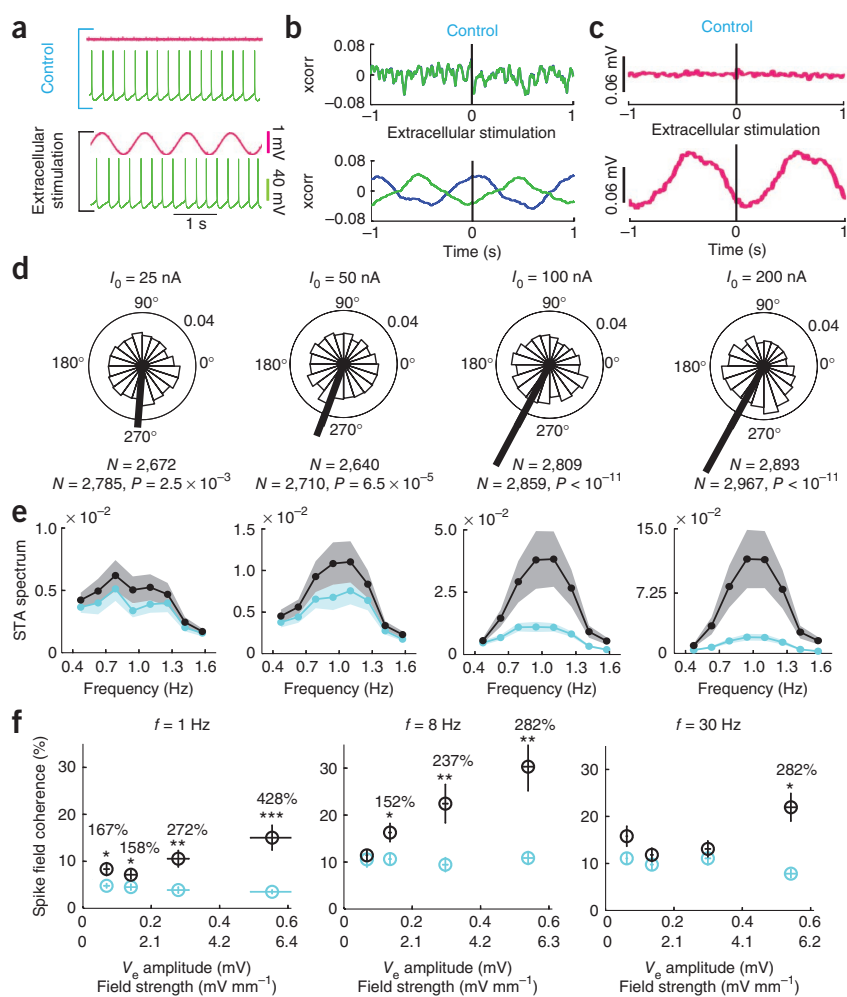 a
Control
Extracellular
stimulation
1 mV
40 mV
1 s
b
Control
xcorr
0.08
0
−0.08
−1 0 1
Extracellular stimulation
xcorr
0.08
0
−0.08
−1 0 1
Time (s)
c
Control
0.06 mV
−1 0 1
Extracellular stimulation
0.06 mV
−1 0 1
Time (s)
d
I0 = 25 nA
90°
0.04
180°
0°
270°
N = 2,672
N = 2,785, P = 2.5 × 10−3
I0 = 50 nA
90°
0.04
180°
0°
270°
N = 2,640
N = 2,710, P = 6.5 × 10−5
I0 = 100 nA
90°
0.04
180°
0°
270°
N = 2,809
N = 2,859, P < 10−11
I0 = 200 nA
90°
0.04
180°
0°
270°
N = 2,893
N = 2,967, P < 10−11
e
STA spectrum
× 10−2
1.0
0.5
0
0.4 0.7 1.0 1.3 1.6
Frequency (Hz)
× 10−2
1.5
1.0
0.5
0
0.4 0.7 1.0 1.3 1.6
Frequency (Hz)
× 10−2
5.0
2.5
0
0.4 0.7 1.0 1.3 1.6
Frequency (Hz)
× 10−2
15.0
7.25
0
0.4 0.7 1.0 1.3 1.6
Frequency (Hz)
f
Spike field coherence (%)
f = 1 Hz
30
20
10
0
167%
*
158%
*
272%
**
428%
***
0 0.2 0.4 0.6
0 2.1 4.2 6.4
Ve amplitude (mV)
Field strength (mV mm−1)
f = 8 Hz
30
20
10
0
152%
*
237%
**
282%
**
0 0.2 0.4 0.6
0 2.1 4.2 6.3
Ve amplitude (mV)
Field strength (mV mm−1)
f = 30 Hz
30
20
10
0
282%
*
0 0.2 0.4 0.6
0 2.1 4.1 6.2
Ve amplitude (mV)
Field strength (mV mm−1)